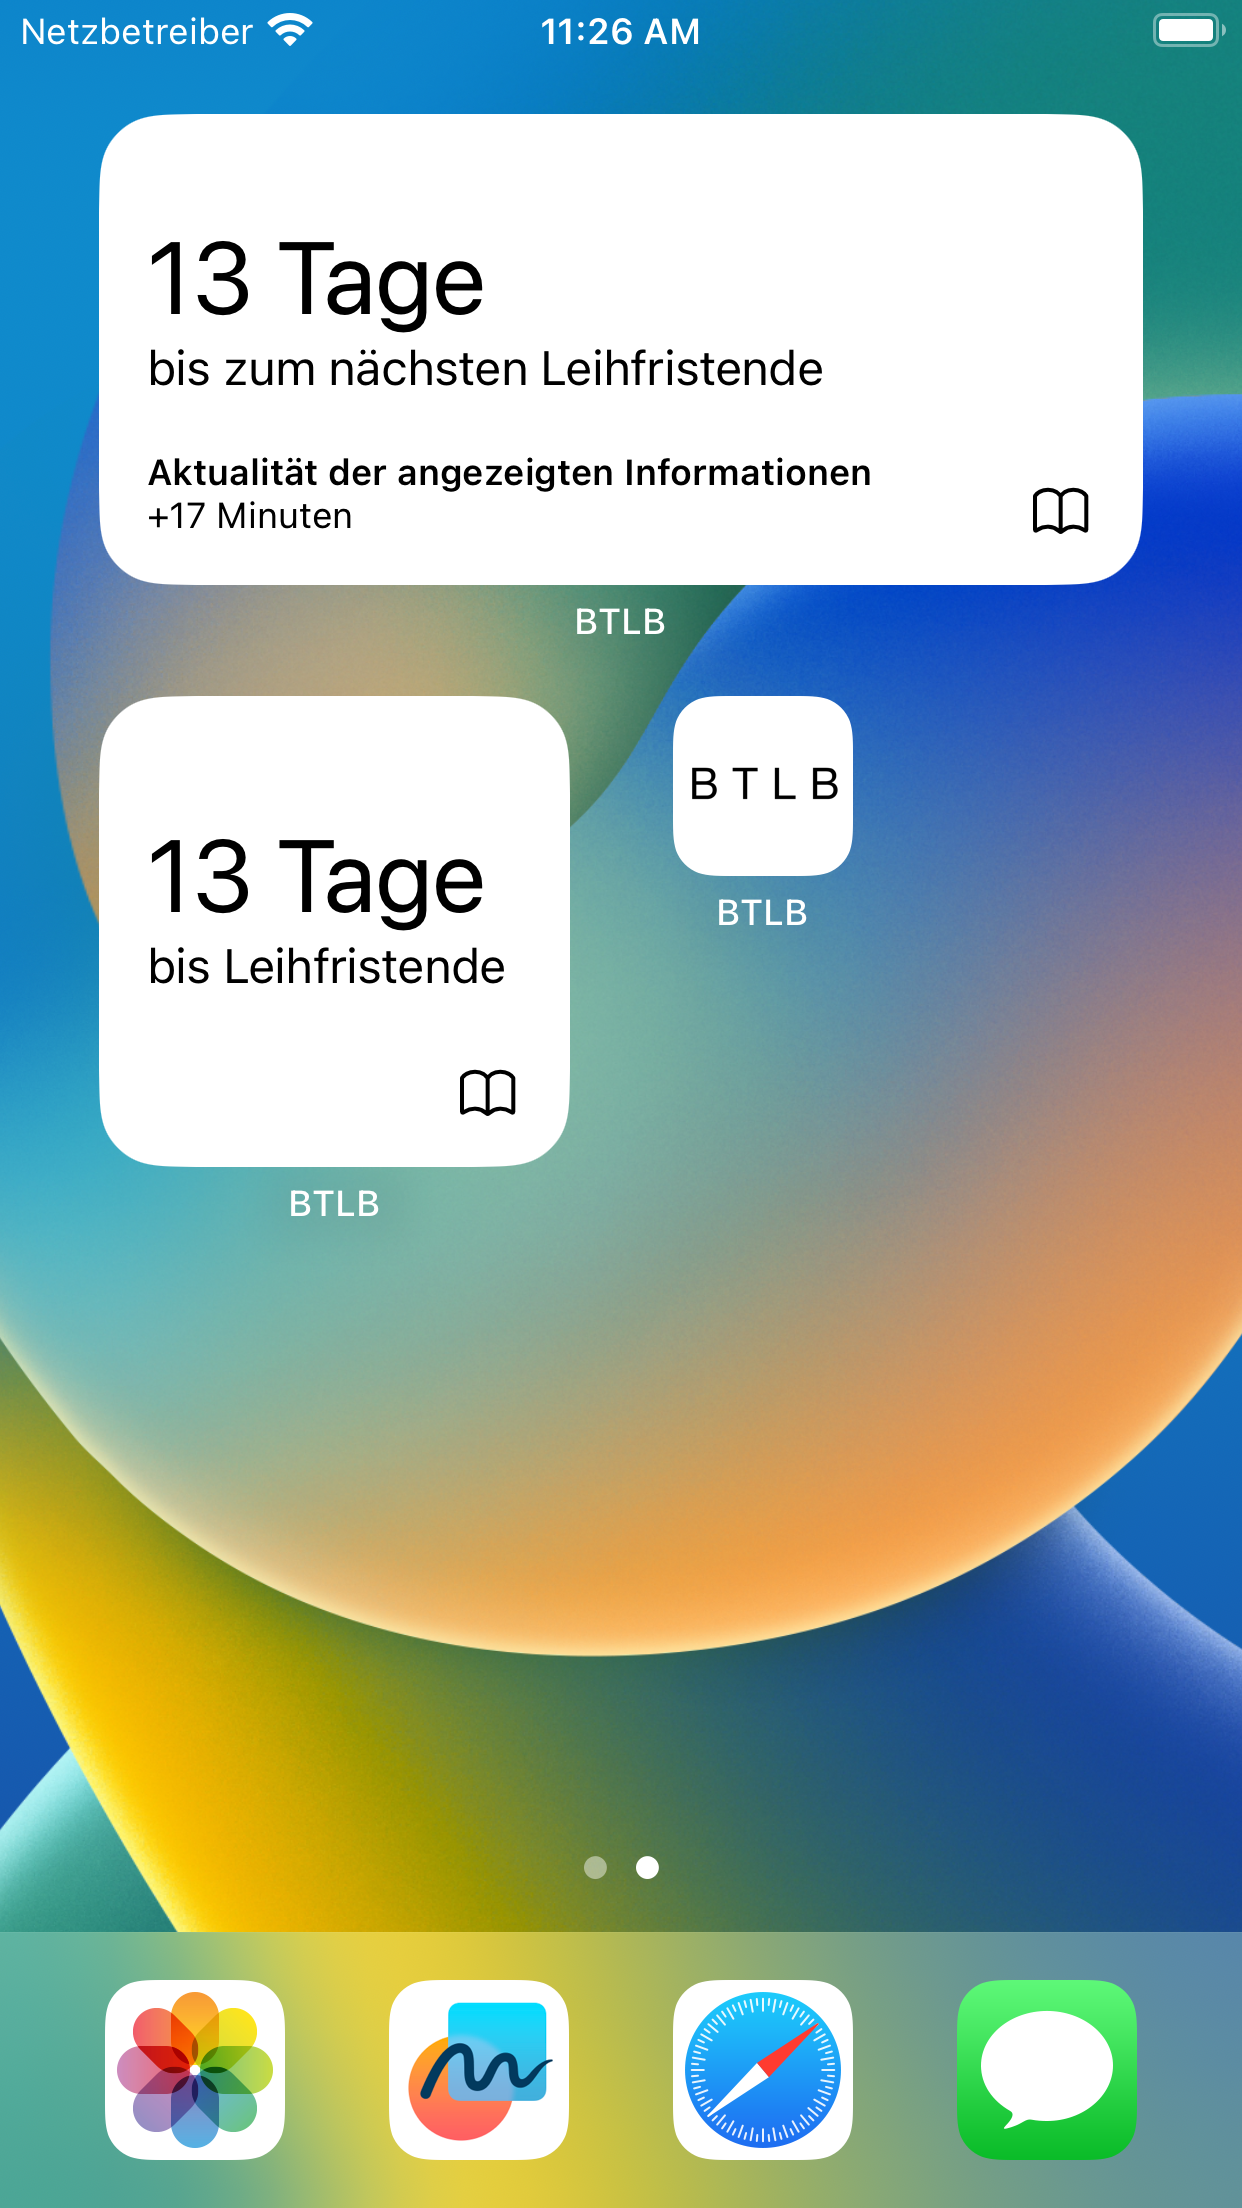 Netzbetreiber 11:26 AM
13 Tage
bis zum nächsten Leihfristende
Aktualität der angezeigten Informationen
+17 Minuten
BTLB
13 Tage
bis Leihfristende
BTLB
B T L B
BTLB